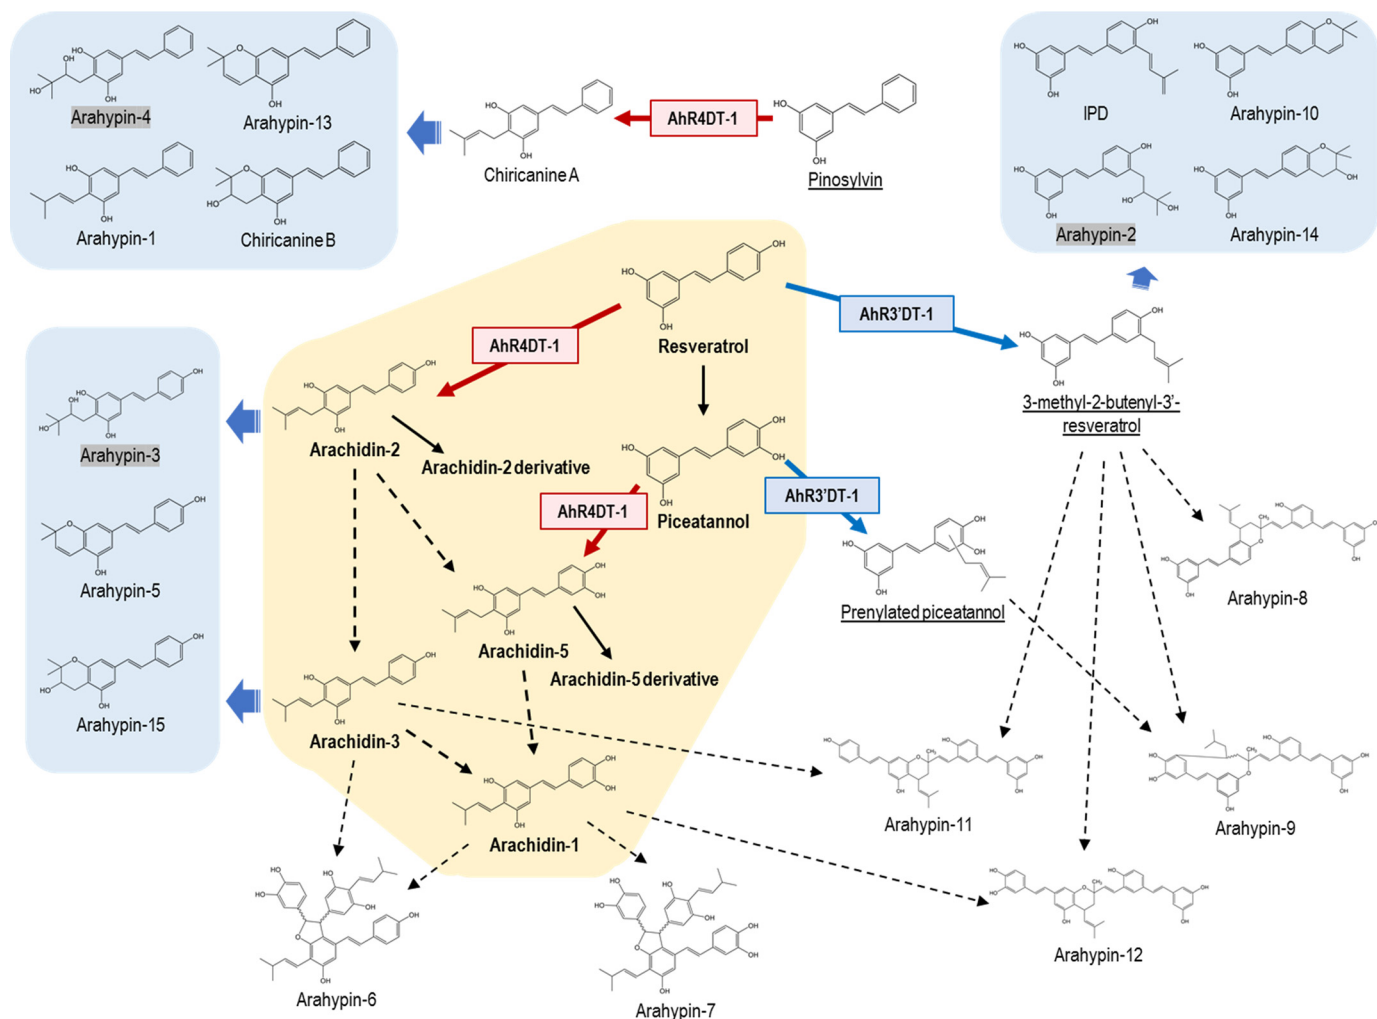 Arahypin-4
Arahypin-13
Arahypin-1
Chiricanine B
Chiricanine A
AhR4DT-1
Pinosylvin
IPD
Arahypin-10
Arahypin-2
Arahypin-14
Resveratrol
AhR4DT-1
AhR3'DT-1
3-methyl-2-butenyl-3'-
resveratrol
Arahypin-3
Arahypin-5
Arahypin-15
Arachidin-2
Arachidin-2 derivative
Piceatannol
AhR4DT-1
AhR3'DT-1
Prenylated piceatannol
Arachidin-5
Arachidin-5 derivative
Arachidin-3
Arachidin-1
Arahypin-8
Arahypin-11
Arahypin-9
Arahypin-12
Arahypin-6
Arahypin-7